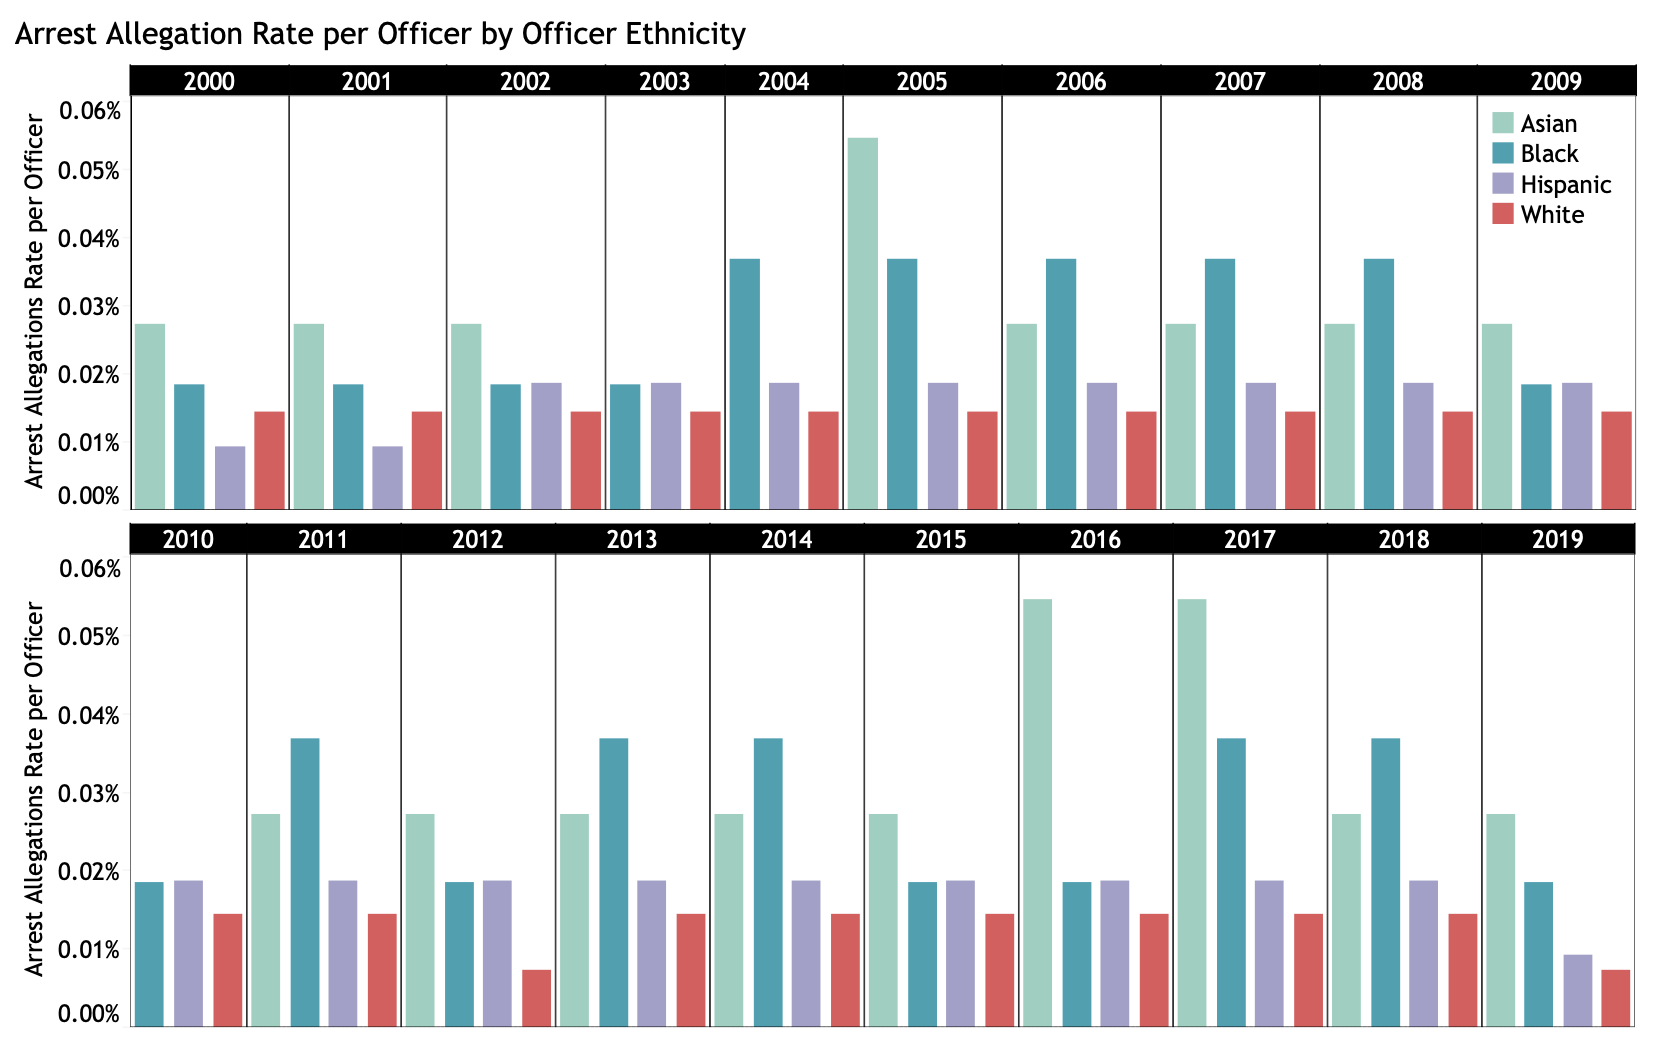 Arrest Allegation Rate per Officer by Officer Ethnicity
2000 2001 2002 2003 2004 2005 2006 2007 2008 2009
Arrest Allegations Rate per Officer
0.06%
0.05%
0.04%
0.03%
0.02%
0.01%
0.00%
Asian
Black
Hispanic
White
2010 2011 2012 2013 2014 2015 2016 2017 2018 2019
Arrest Allegations Rate per Officer
0.06%
0.05%
0.04%
0.03%
0.02%
0.01%
0.00%